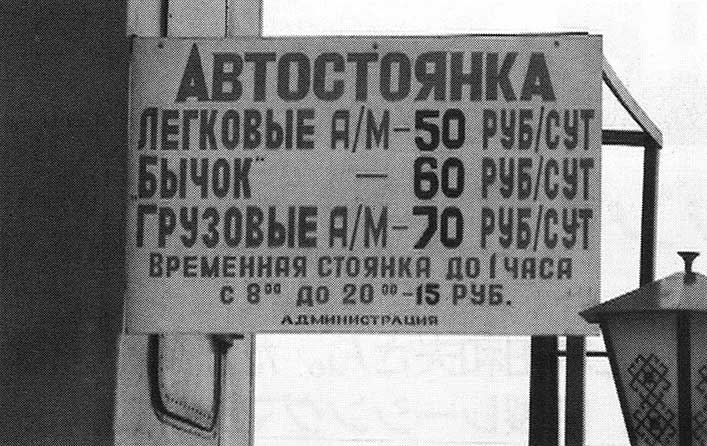 АВТОСТОЯНКА
ЛЕГКОВЫЕ А/М-50 РУБ/СУТ
„БЫЧОК" — 60 РУБ/СУТ
ГРУЗОВЫЕ А/М-70 РУБ/СУТ
ВРЕМЕННАЯ СТОЯНКА ДО 1 ЧАСА
С 8⁰⁰ ДО 20⁰⁰-15 РУБ.
АДМИНИСТРАЦИЯ